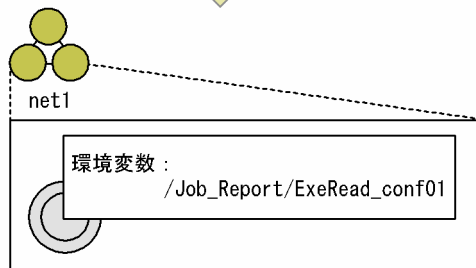 net1
環境変数：
/Job_Report/ExeRead_conf01